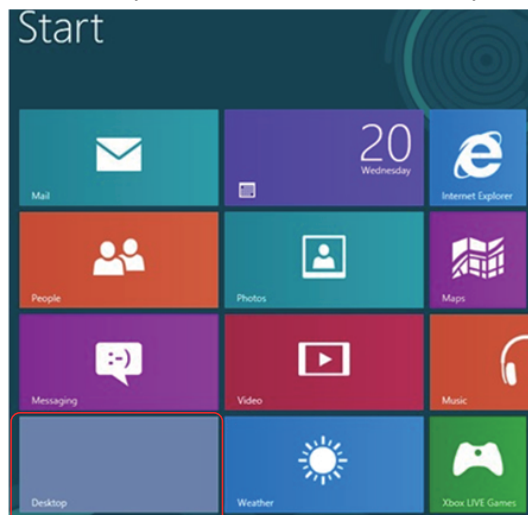 Start
Mail
20
Wednesday
Internet Explorer
People
Photos
Maps
:-)
Messaging
Video
Music
Desktop
Weather
Xbox LIVE Games